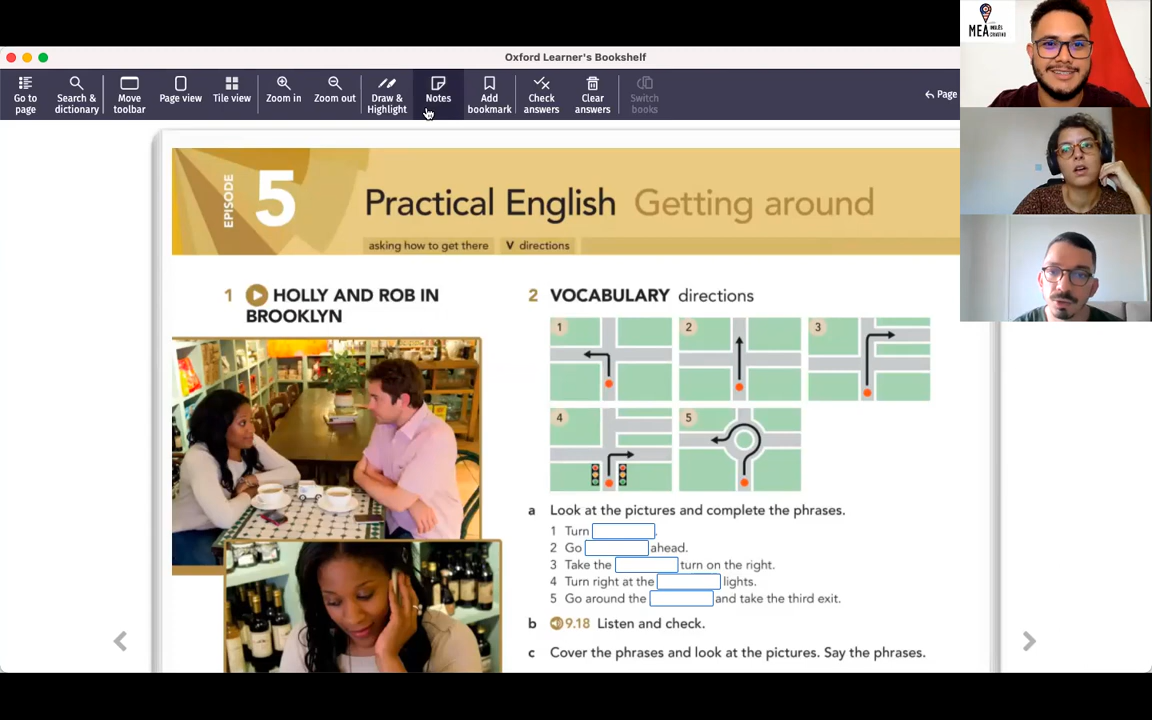 Oxford Learner's Bookshelf
Go to page
Search & dictionary
Move toolbar
Page view
Tile view
Zoom in
Zoom out
Draw & Highlight
Notes
Add bookmark
Check answers
Clear answers
Switch books
Page
MEA
INGLÊS CRIATIVO
EPISODE
5
Practical English Getting around
asking how to get there V directions
1 HOLLY AND ROB IN
BROOKLYN
2 VOCABULARY directions
1
2
3
4
5
a Look at the pictures and complete the phrases.
1 Turn .
2 Go ahead.
3 Take the turn on the right.
4 Turn right at the lights.
5 Go around the and take the third exit.
b 9.18 Listen and check.
c Cover the phrases and look at the pictures. Say the phrases.